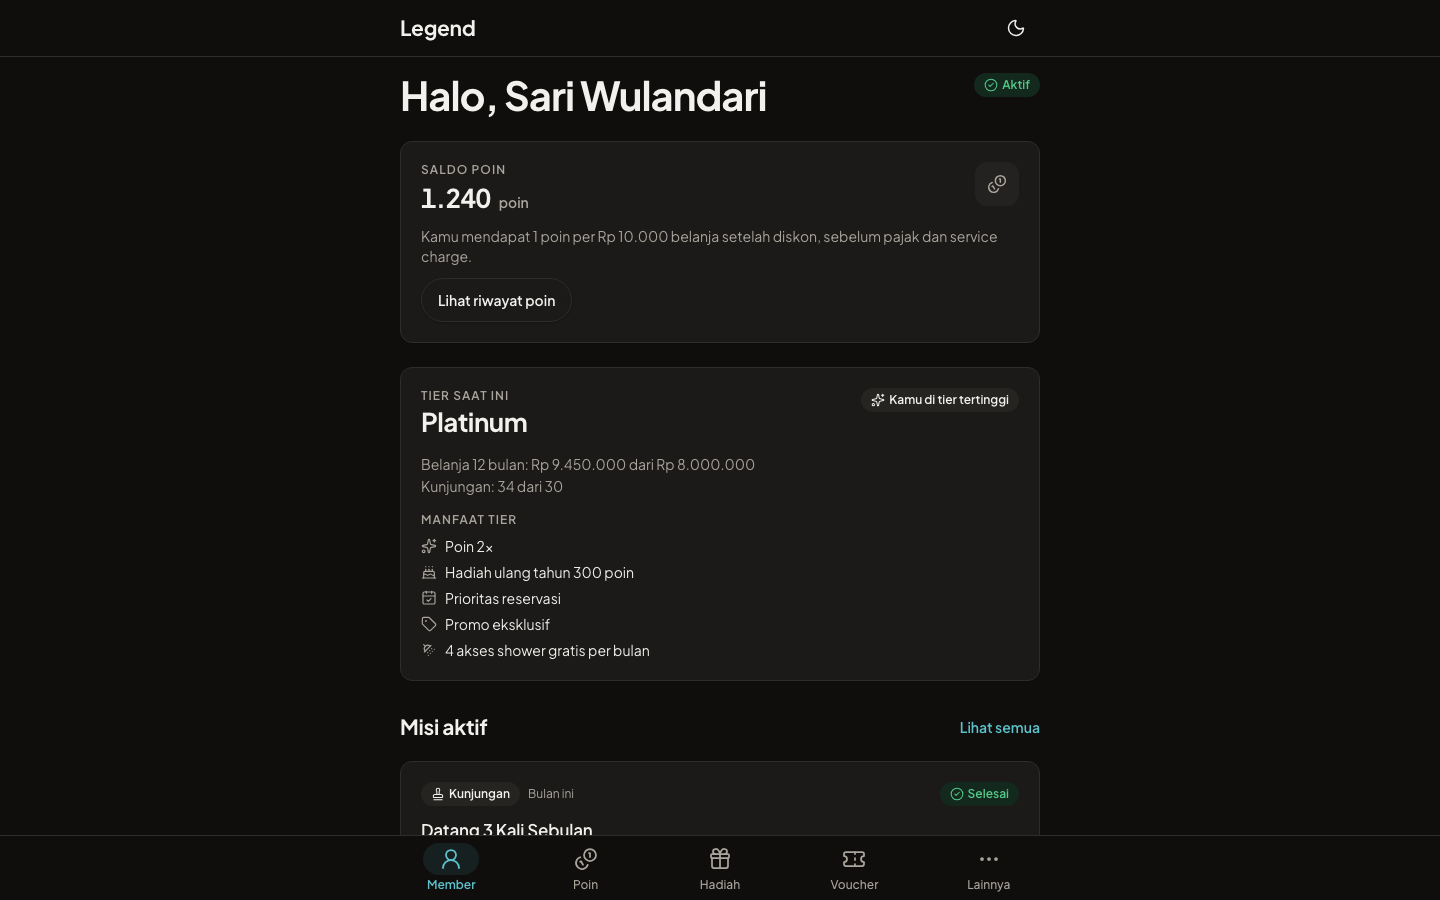 Legend
Halo, Sari Wulandari
Aktif
SALDO POIN
1.240 poin
Kamu mendapat 1 poin per Rp 10.000 belanja setelah diskon, sebelum pajak dan service
charge.
Lihat riwayat poin
TIER SAAT INI
Kamu di tier tertinggi
Platinum
Belanja 12 bulan: Rp 9.450.000 dari Rp 8.000.000
Kunjungan: 34 dari 30
MANFAAT TIER
Poin 2×
Hadiah ulang tahun 300 poin
Prioritas reservasi
Promo eksklusif
4 akses shower gratis per bulan
Misi aktif
Lihat semua
Kunjungan
Bulan ini
Selesai
Datang 3 Kali Sebulan
Member
Poin
Hadiah
Voucher
Lainnya